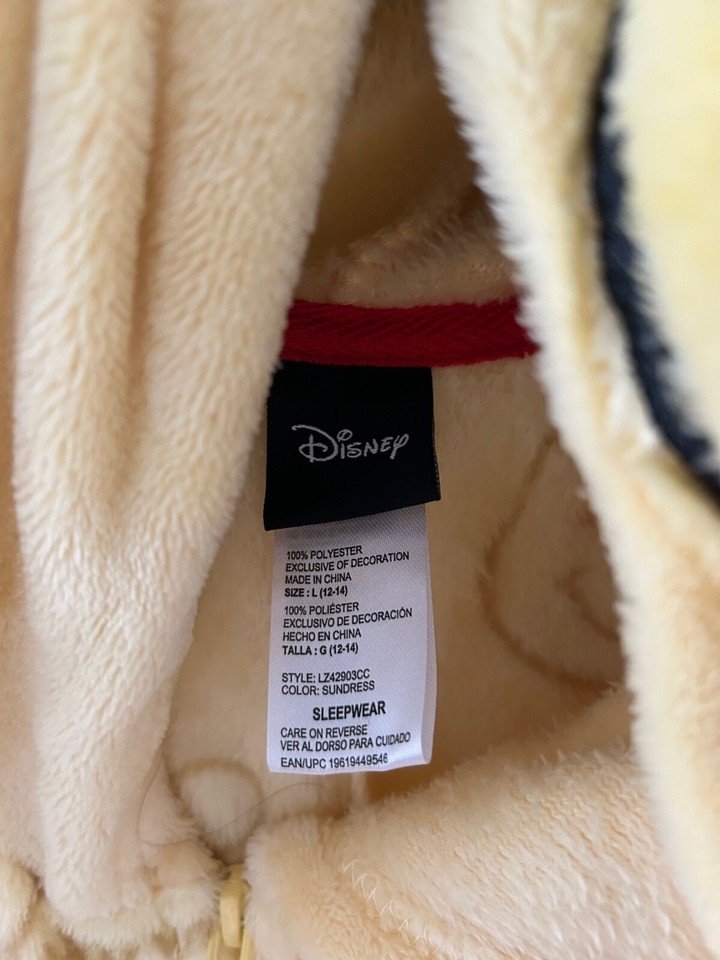 Disney
100% POLYESTER
EXCLUSIVE OF DECORATION
MADE IN CHINA
SIZE : L (12-14)
100% POLIÉSTER
EXCLUSIVO DE DECORACIÓN
HECHO EN CHINA
TALLA : G (12-14)
STYLE: LZ42903CC
COLOR: SUNDRESS
SLEEPWEAR
CARE ON REVERSE
VER AL DORSO PARA CUIDADO
EAN/UPC 19619449546